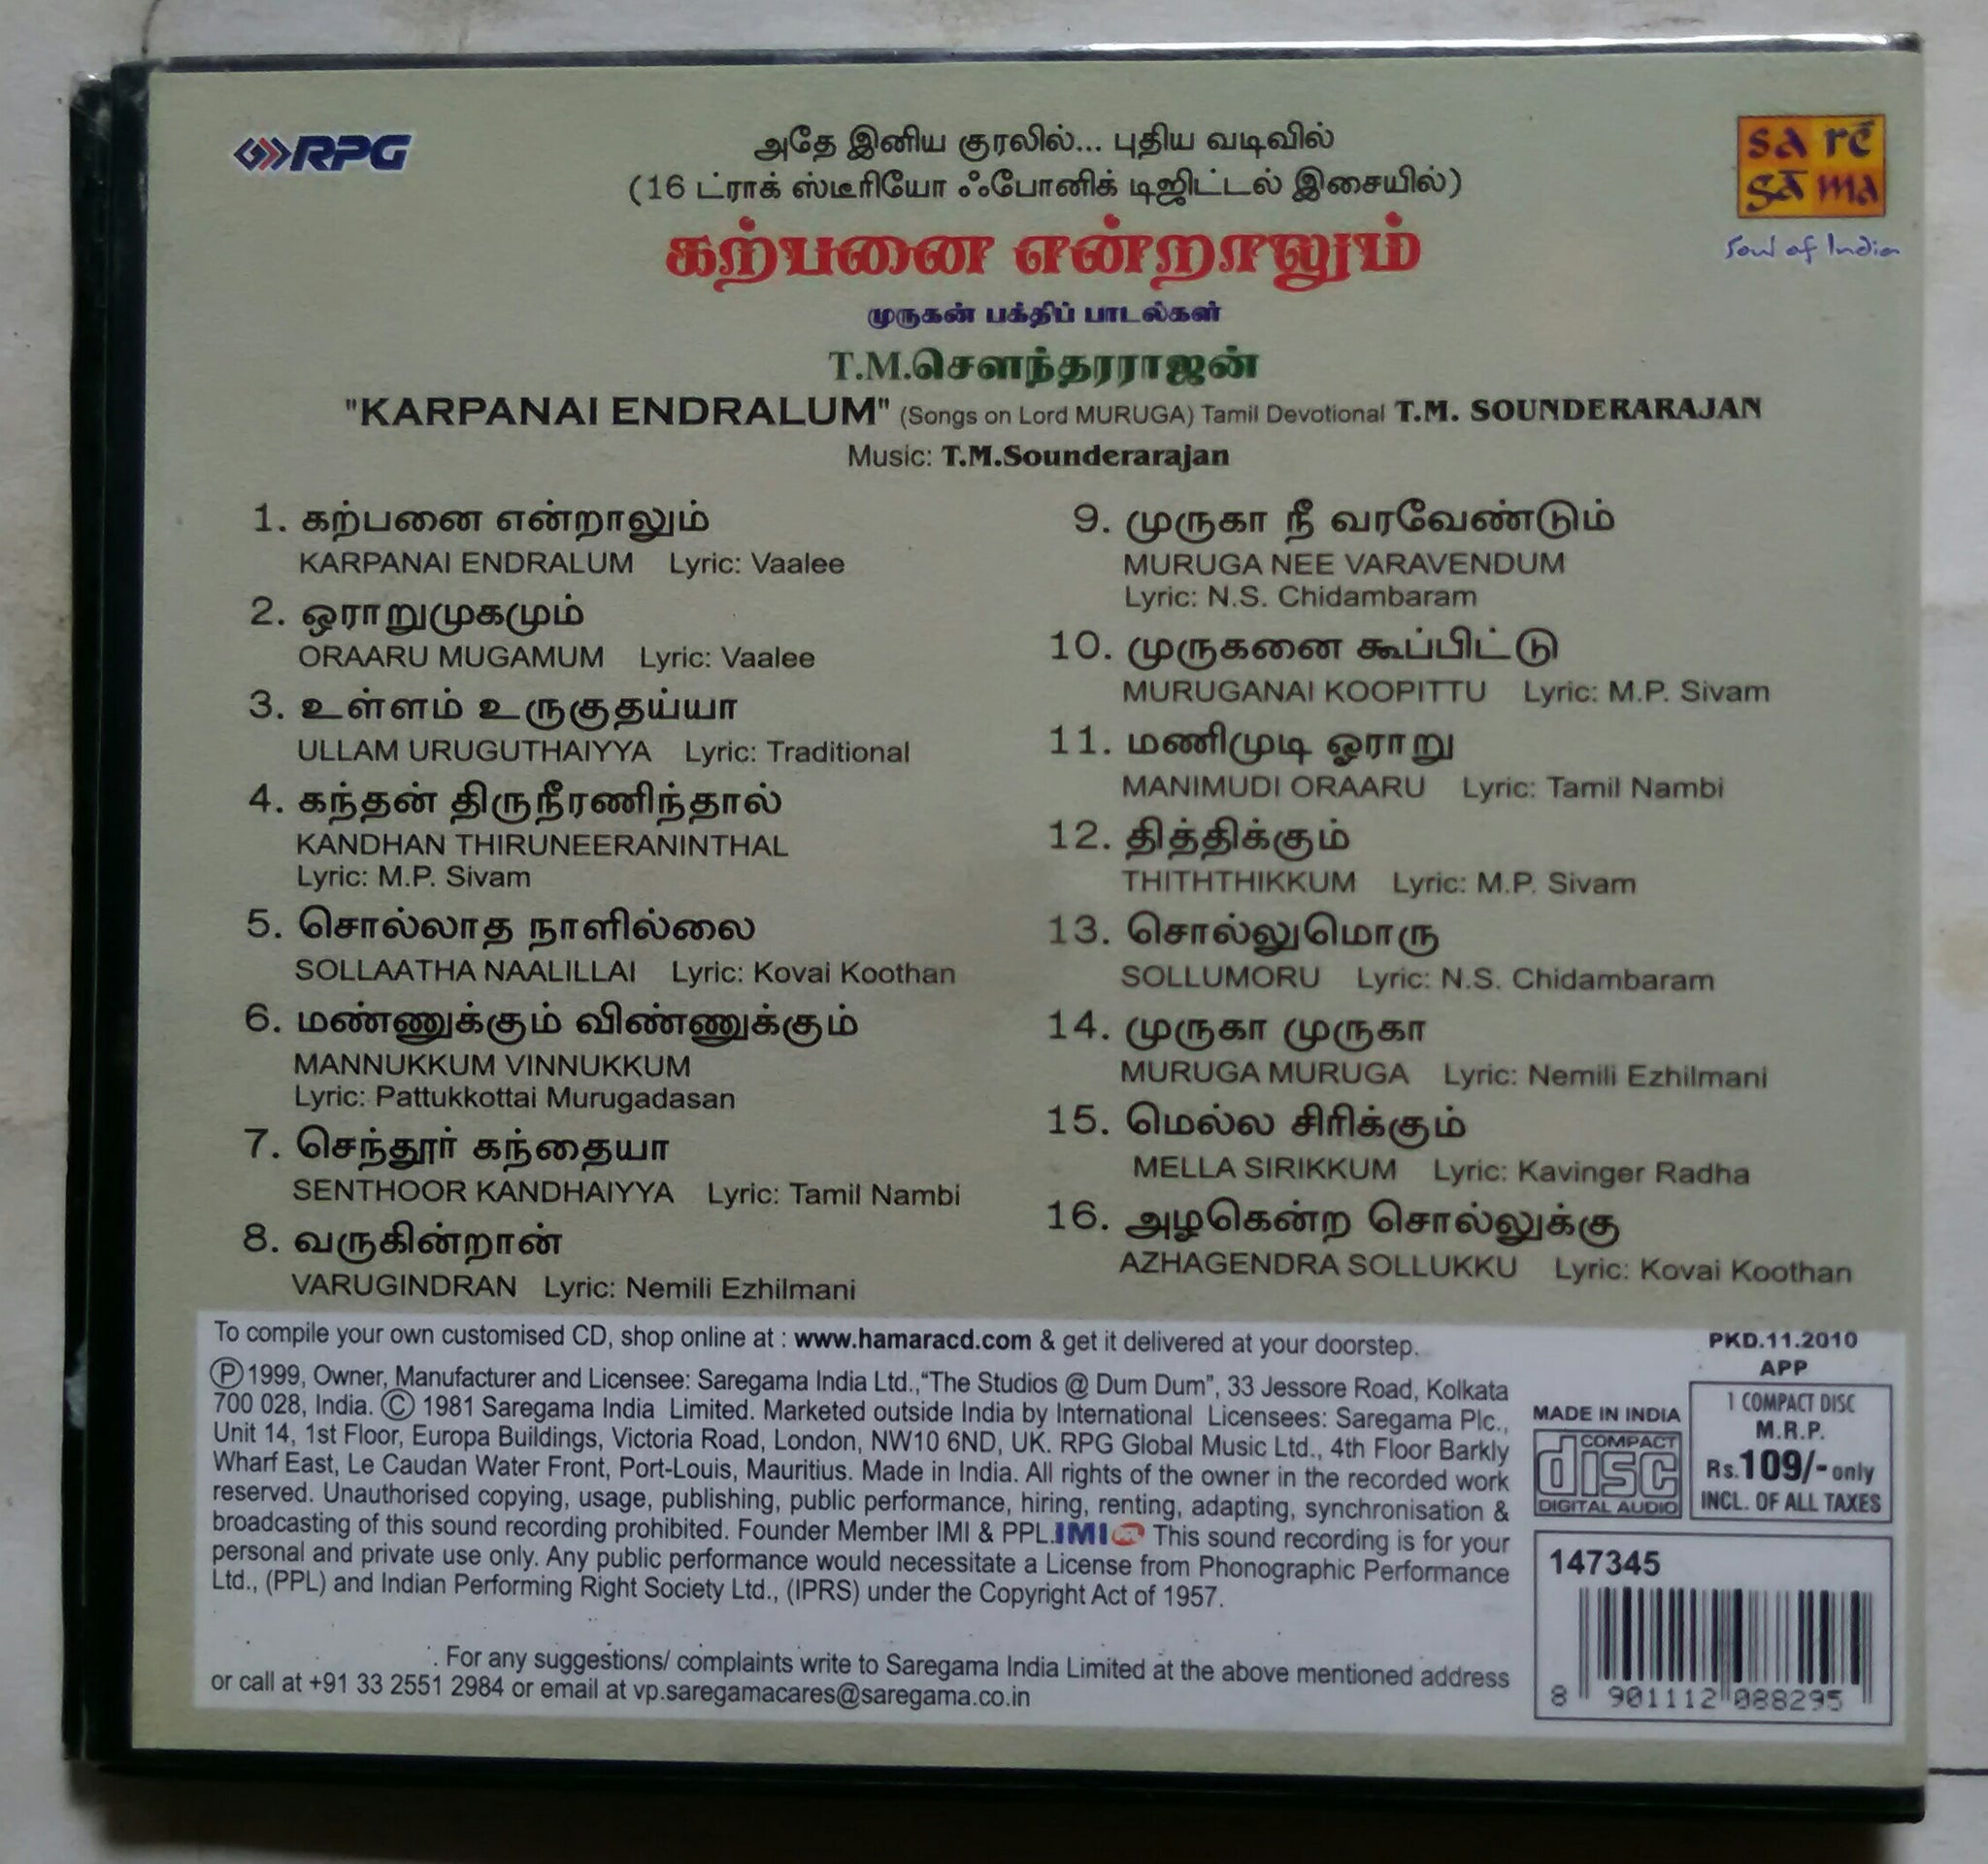 RPG
அதே இனிய குரலில்... புதிய வடிவில்
(16 ட்ராக் ஸ்டீரியோ ஃபோனிக் டிஜிட்டல் இசையில்)
sa rē
gā ma
Soul of India
கற்பனை என்றாலும்
முருகன் பக்திப் பாடல்கள்
T.M.சௌந்தரராஜன்
"KARPANAI ENDRALUM" (Songs on Lord MURUGA) Tamil Devotional T.M. SOUNDERARAJAN
Music: T.M.Sounderarajan
1. கற்பனை என்றாலும்
KARPANAI ENDRALUM Lyric: Vaalee
2. ஒராறுமுகமும்
ORAARU MUGAMUM Lyric: Vaalee
3. உள்ளம் உருகுதய்யா
ULLAM URUGUTHAIYYA Lyric: Traditional
4. கந்தன் திருநீரணிந்தால்
KANDHAN THIRUNEERANINTHAL
Lyric: M.P. Sivam
5. சொல்லாத நாளில்லை
SOLLAATHA NAALILLAI Lyric: Kovai Koothan
6. மண்ணுக்கும் விண்ணுக்கும்
MANNUKKUM VINNUKKUM
Lyric: Pattukkottai Murugadasan
7. செந்தூர் கந்தையா
SENTHOOR KANDHAIYYA Lyric: Tamil Nambi
8. வருகின்றான்
VARUGINDRAN Lyric: Nemili Ezhilmani
9. முருகா நீ வரவேண்டும்
MURUGA NEE VARAVENDUM
Lyric: N.S. Chidambaram
10. முருகனை கூப்பிட்டு
MURUGANAI KOOPITTU Lyric: M.P. Sivam
11. மணிமுடி ஓராறு
MANIMUDI ORAARU Lyric: Tamil Nambi
12. தித்திக்கும்
THITHTHIKKUM Lyric: M.P. Sivam
13. சொல்லுமொரு
SOLLUMORU Lyric: N.S. Chidambaram
14. முருகா முருகா
MURUGA MURUGA Lyric: Nemili Ezhilmani
15. மெல்ல சிரிக்கும்
MELLA SIRIKKUM Lyric: Kavinger Radha
16. அழகென்ற சொல்லுக்கு
AZHAGENDRA SOLLUKKU Lyric: Kovai Koothan
To compile your own customised CD, shop online at : www.hamaracd.com & get it delivered at your doorstep.
Ⓟ1999, Owner, Manufacturer and Licensee: Saregama India Ltd.,"The Studios @ Dum Dum", 33 Jessore Road, Kolkata
700 028, India. © 1981 Saregama India Limited. Marketed outside India by International Licensees: Saregama Plc.,
Unit 14, 1st Floor, Europa Buildings, Victoria Road, London, NW10 6ND, UK. RPG Global Music Ltd., 4th Floor Barkly
Wharf East, Le Caudan Water Front, Port-Louis, Mauritius. Made in India. All rights of the owner in the recorded work
reserved. Unauthorised copying, usage, publishing, public performance, hiring, renting, adapting, synchronisation &
broadcasting of this sound recording prohibited. Founder Member IMI & PPL.IMI This sound recording is for your
personal and private use only. Any public performance would necessitate a License from Phonographic Performance
Ltd., (PPL) and Indian Performing Right Society Ltd., (IPRS) under the Copyright Act of 1957.
. For any suggestions/ complaints write to Saregama India Limited at the above mentioned address
or call at +91 33 2551 2984 or email at vp.saregamacares@saregama.co.in
PKD.11.2010
APP
MADE IN INDIA
COMPACT
disc
DIGITAL AUDIO
1 COMPACT DISC
M.R.P.
Rs.109/- only
INCL. OF ALL TAXES
147345
8 901112 088295